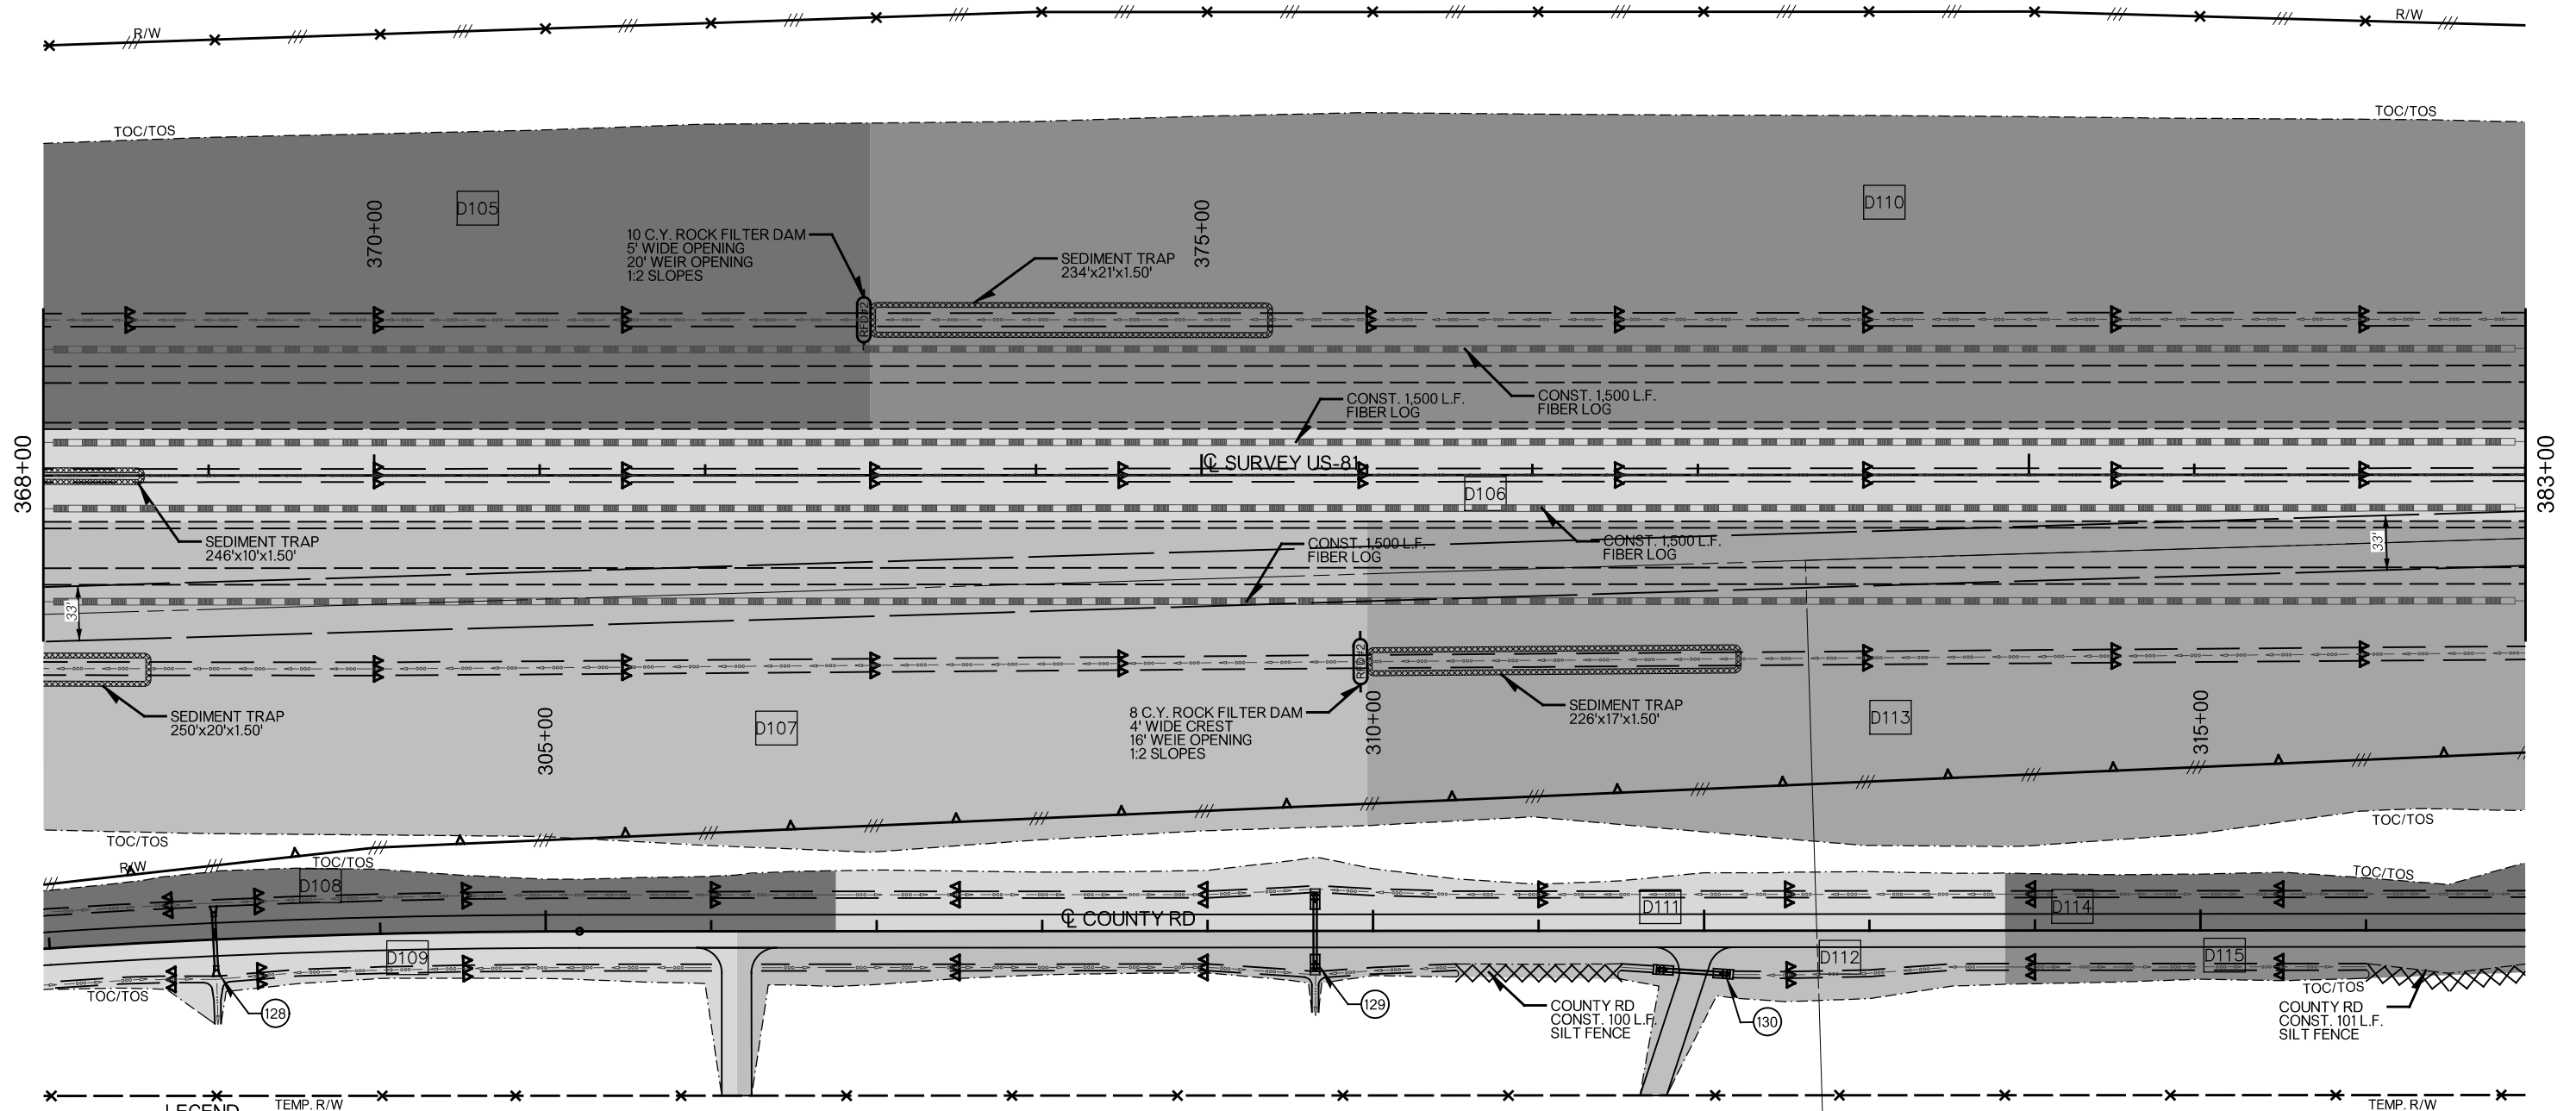 R/W
R/W
TOC/TOS
TOC/TOS
D105
D110
370+00
375+00
10 C.Y. ROCK FILTER DAM
5' WIDE OPENING
20' WEIR OPENING
1:2 SLOPES
SEDIMENT TRAP
234'x21'x1.50'
RFD#2
CONST. 1,500 L.F.
FIBER LOG
CONST. 1,500 L.F.
FIBER LOG
368+00
383+00
℄ SURVEY US-81
D106
SEDIMENT TRAP
246'x10'x1.50'
CONST. 1,500 L.F.
FIBER LOG
CONST. 1,500 L.F.
FIBER LOG
33'
33'
RFD#2
SEDIMENT TRAP
250'x20'x1.50'
D107
305+00
8 C.Y. ROCK FILTER DAM
4' WIDE CREST
16' WEIE OPENING
1:2 SLOPES
310+00
SEDIMENT TRAP
226'x17'x1.50'
D113
315+00
TOC/TOS
TOC/TOS
R/W
TOC/TOS
TOC/TOS
D108
D111
D114
℄ COUNTY RD
D109
D112
D115
TOC/TOS
TOC/TOS
128
129
130
COUNTY RD
CONST. 100 L.F.
SILT FENCE
COUNTY RD
CONST. 101 L.F.
SILT FENCE
LEGEND
TEMP. R/W
TEMP. R/W